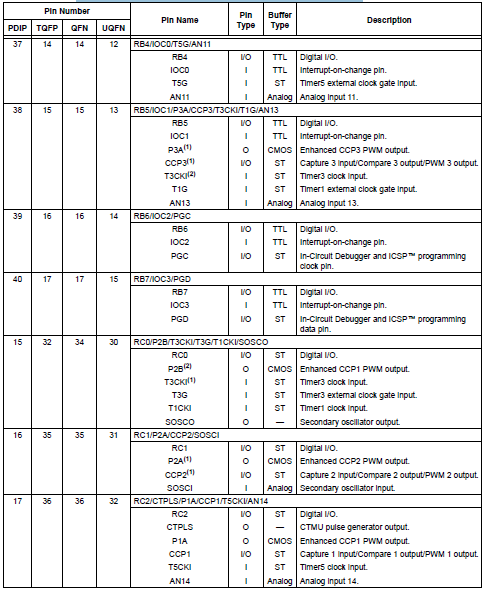 Pin Number Pin Name Pin Type Buffer Type Description
PDIP TQFP QFN UQFN
37 14 14 12 RB4/IOC0/T5G/AN11
RB4 I/O TTL Digital I/O.
IOC0 I TTL Interrupt-on-change pin.
T5G I ST Timer5 external clock gate input.
AN11 I Analog Analog input 11.
38 15 15 13 RB5/IOC1/P3A/CCP3/T3CKI/T1G/AN13
RB5 I/O TTL Digital I/O.
IOC1 I TTL Interrupt-on-change pin.
P3A(1) O CMOS Enhanced CCP3 PWM output.
CCP3(1) I/O ST Capture 3 input/Compare 3 output/PWM 3 output.
T3CKI(2) I ST Timer3 clock input.
T1G I ST Timer1 external clock gate input.
AN13 I Analog Analog input 13.
39 16 16 14 RB6/IOC2/PGC
RB6 I/O TTL Digital I/O.
IOC2 I TTL Interrupt-on-change pin.
PGC I/O ST In-Circuit Debugger and ICSP™ programming
clock pin.
40 17 17 15 RB7/IOC3/PGD
RB7 I/O TTL Digital I/O.
IOC3 I TTL Interrupt-on-change pin.
PGD I/O ST In-Circuit Debugger and ICSP™ programming
data pin.
15 32 34 30 RC0/P2B/T3CKI/T3G/T1CKI/SOSCO
RC0 I/O ST Digital I/O.
P2B(2) O CMOS Enhanced CCP1 PWM output.
T3CKI(1) I ST Timer3 clock input.
T3G I ST Timer3 external clock gate input.
T1CKI I ST Timer1 clock input.
SOSCO O — Secondary oscillator output.
16 35 35 31 RC1/P2A/CCP2/SOSCI
RC1 I/O ST Digital I/O.
P2A(1) O CMOS Enhanced CCP2 PWM output.
CCP2(1) I/O ST Capture 2 input/Compare 2 output/PWM 2 output.
SOSCI I Analog Secondary oscillator input.
17 36 36 32 RC2/CTPLS/P1A/CCP1/T5CKI/AN14
RC2 I/O ST Digital I/O.
CTPLS O — CTMU pulse generator output.
P1A O CMOS Enhanced CCP1 PWM output.
CCP1 I/O ST Capture 1 input/Compare 1 output/PWM 1 output.
T5CKI I ST Timer5 clock input.
AN14 I Analog Analog input 14.